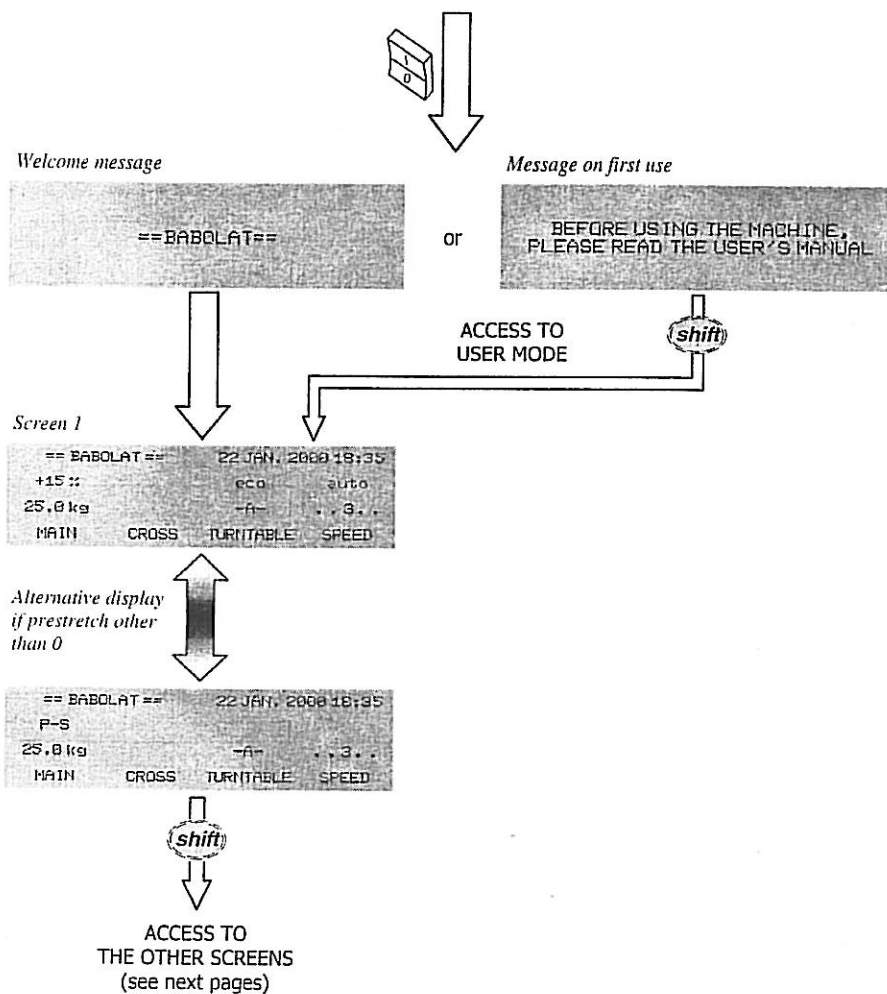 1
0
Welcome message
Message on first use
==BABOLAT==
or
BEFORE USING THE MACHINE,
PLEASE READ THE USER'S MANUAL
ACCESS TO
USER MODE
shift
Screen 1
== BABOLAT == 22 JAN. 2000 18:35
+15 % eco auto
25.0 kg -A- ..3..
MAIN CROSS TURNTABLE SPEED
Alternative display
if prestretch other
than 0
== BABOLAT == 22 JAN. 2000 18:35
P-S
25.0 kg -A- ..3..
MAIN CROSS TURNTABLE SPEED
shift
ACCESS TO
THE OTHER SCREENS
(see next pages)